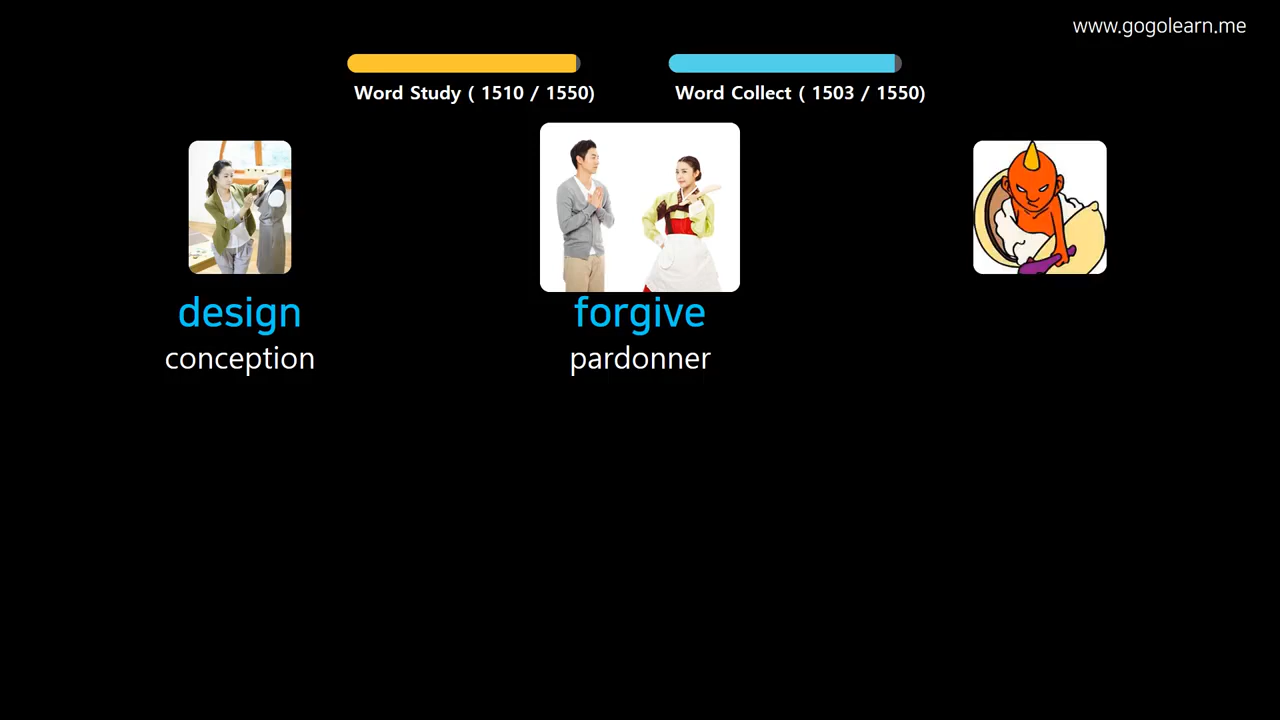 www.gogolearn.me
Word Study ( 1510 / 1550)
Word Collect ( 1503 / 1550)
design
conception
forgive
pardonner